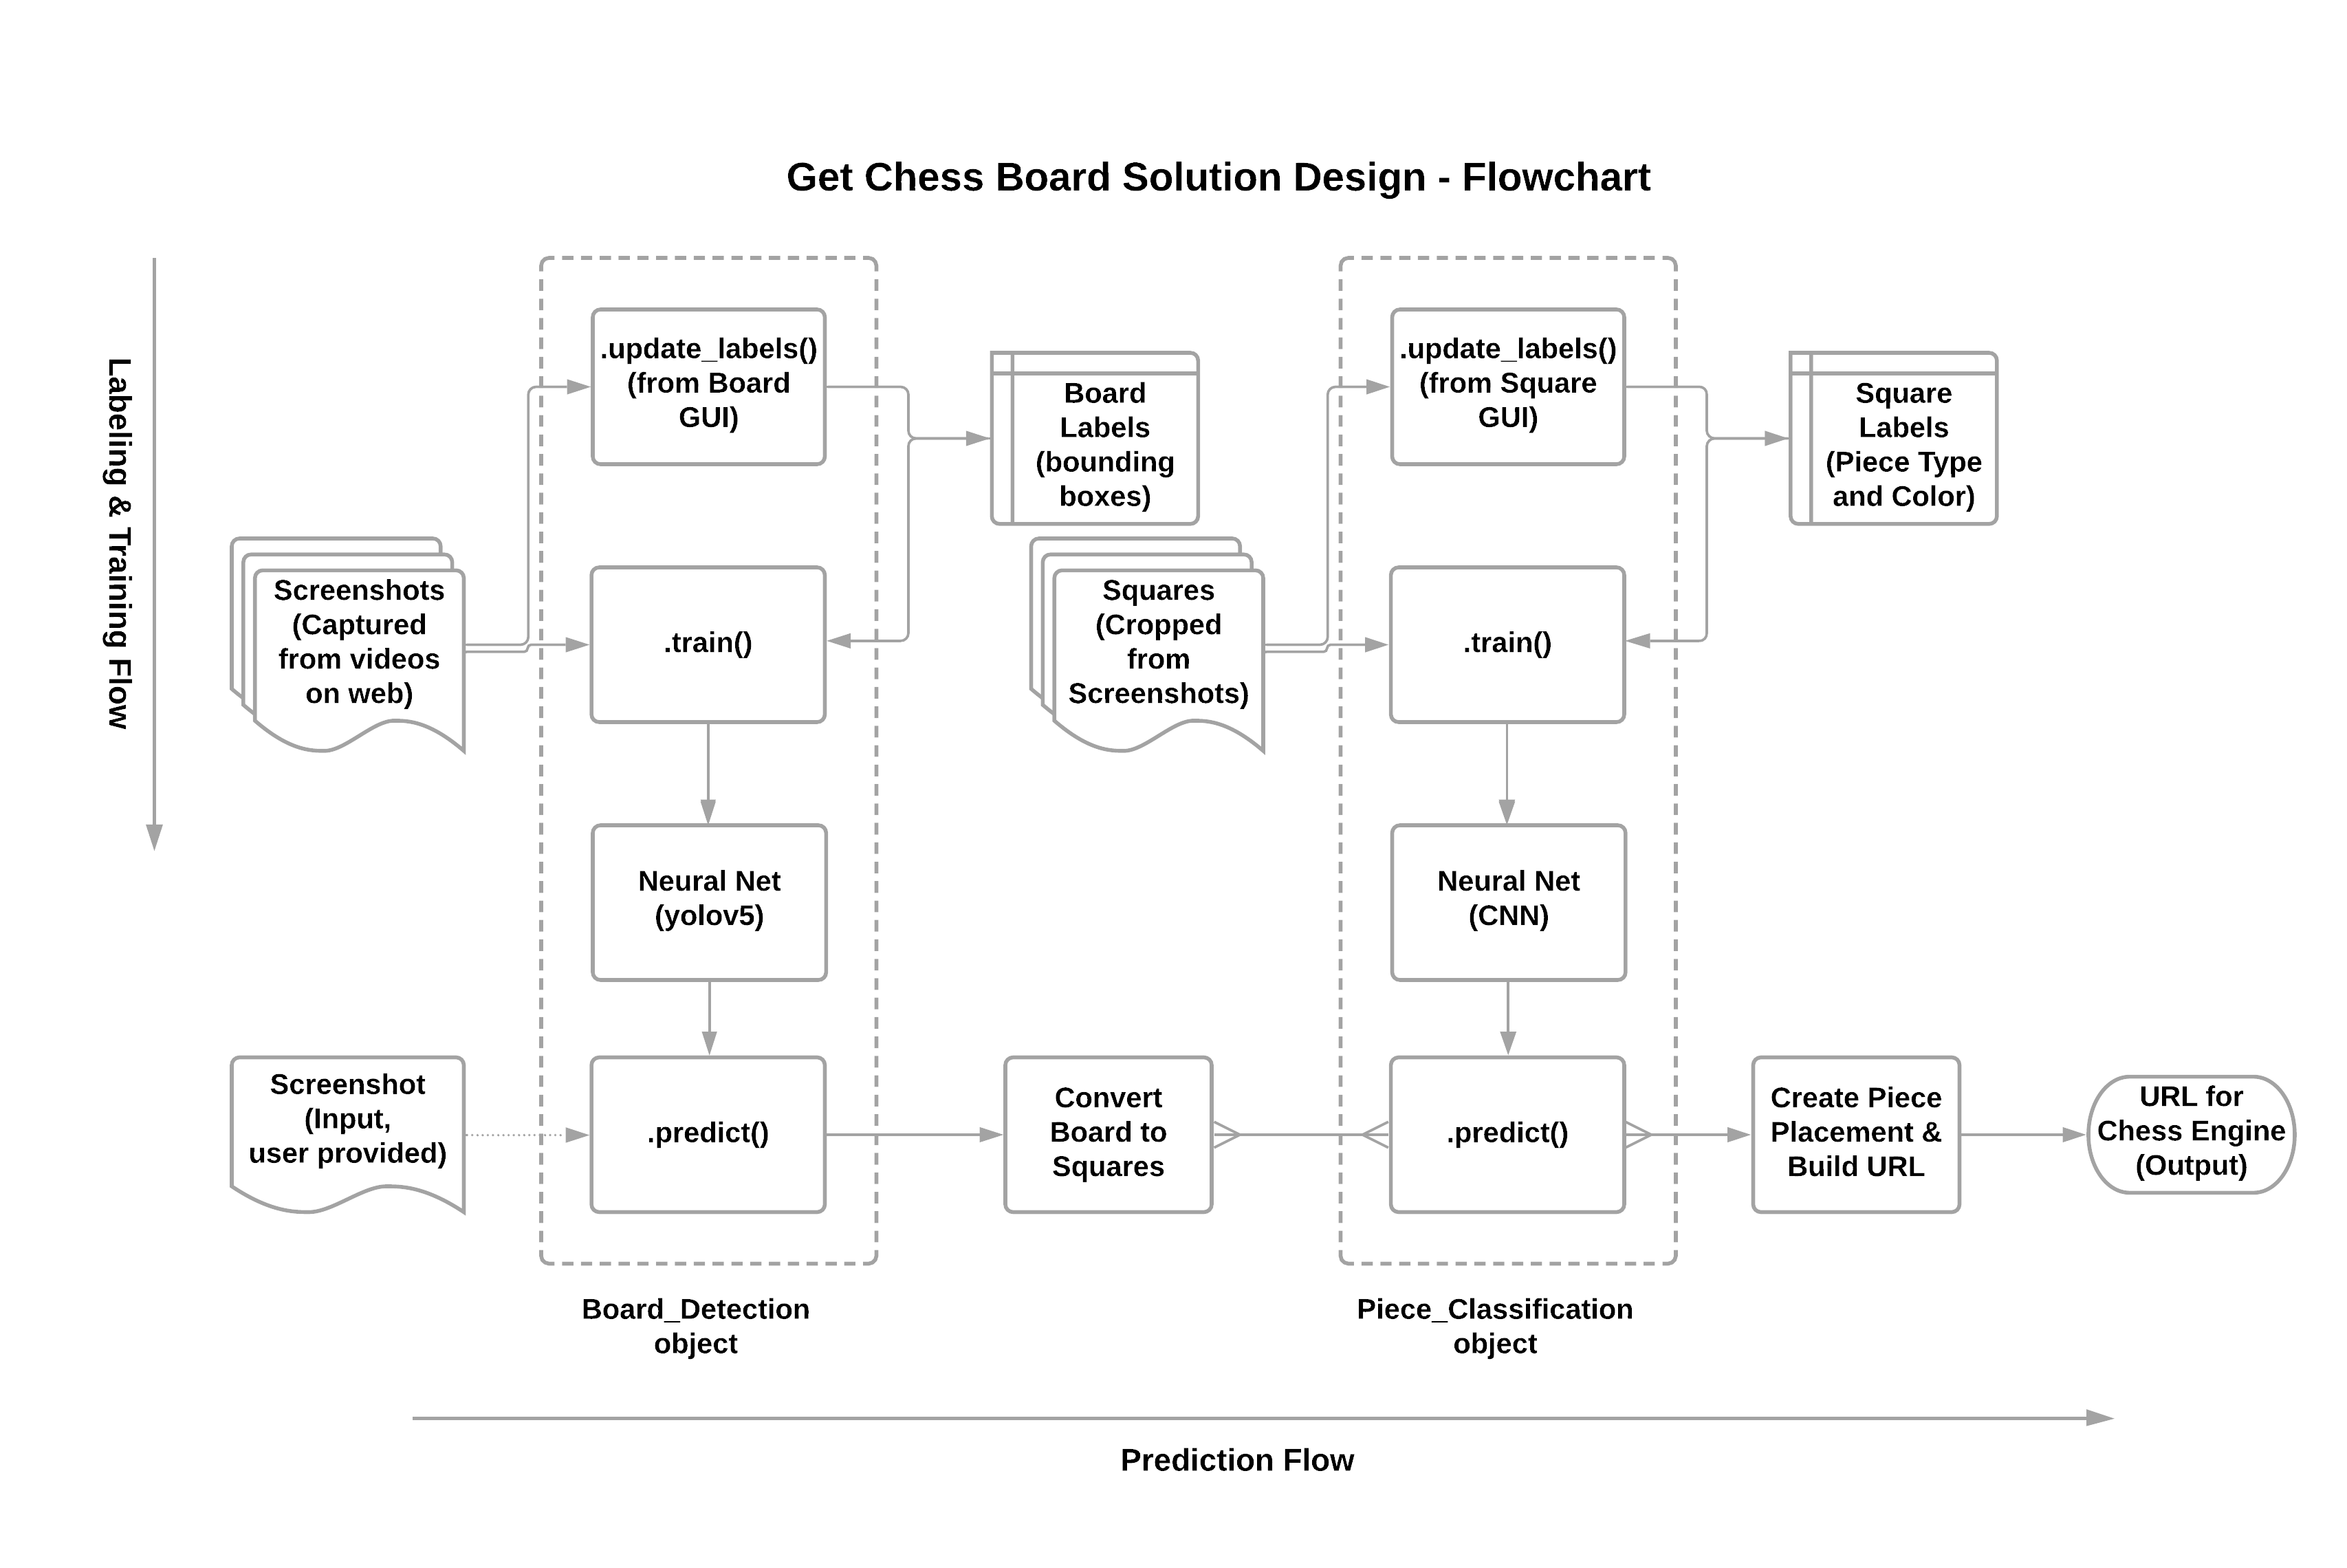 Get Chess Board Solution Design - Flowchart
Labeling & Training Flow
.update_labels()
(from Board
GUI)
Board
Labels
(bounding
boxes)
.update_labels()
(from Square
GUI)
Square
Labels
(Piece Type
and Color)
Screenshots
(Captured
from videos
on web)
.train()
Squares
(Cropped
from
Screenshots)
.train()
Neural Net
(yolov5)
Neural Net
(CNN)
Screenshot
(Input,
user provided)
.predict()
Convert
Board to
Squares
.predict()
Create Piece
Placement &
Build URL
URL for
Chess Engine
(Output)
Board_Detection
object
Piece_Classification
object
Prediction Flow